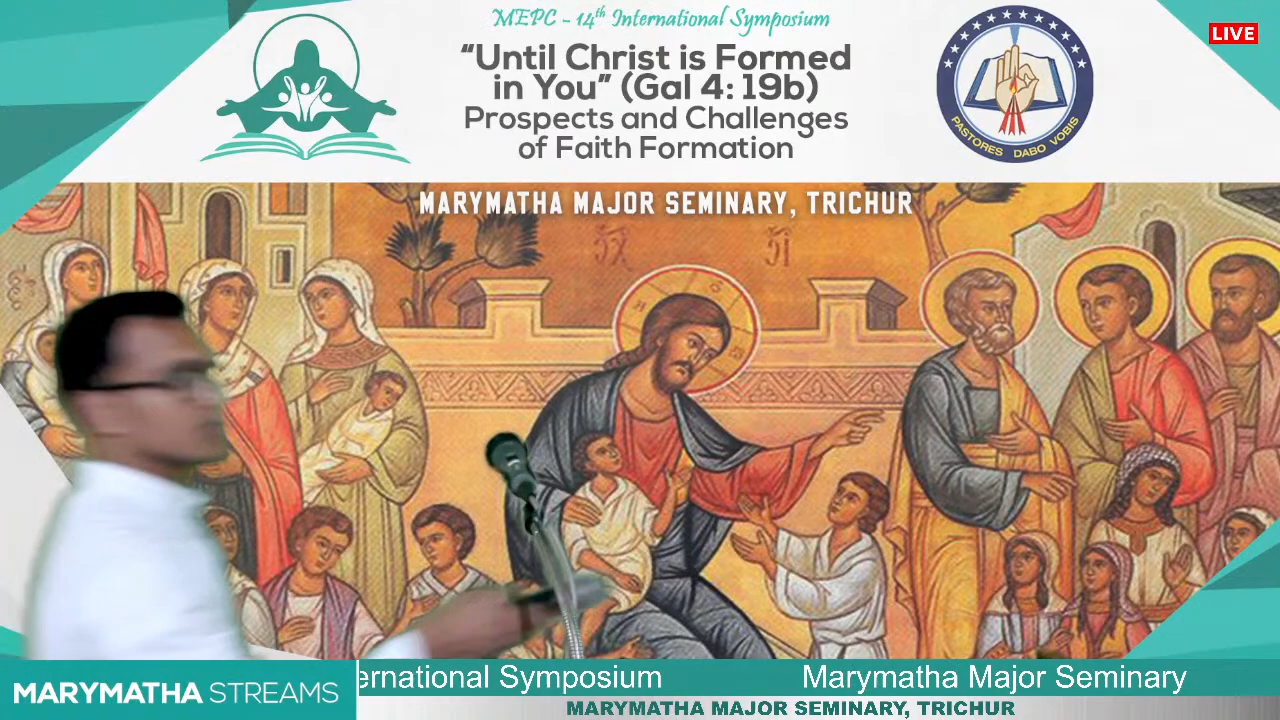 MEPC - 14th International Symposium
"Until Christ is Formed
in You" (Gal 4: 19b)
Prospects and Challenges
of Faith Formation
PASTORES DABO VOBIS
LIVE
MARYMATHA MAJOR SEMINARY, TRICHUR
MARYMATHA STREAMS
ernational Symposium
Marymatha Major Seminary
MARYMATHA MAJOR SEMINARY, TRICHUR